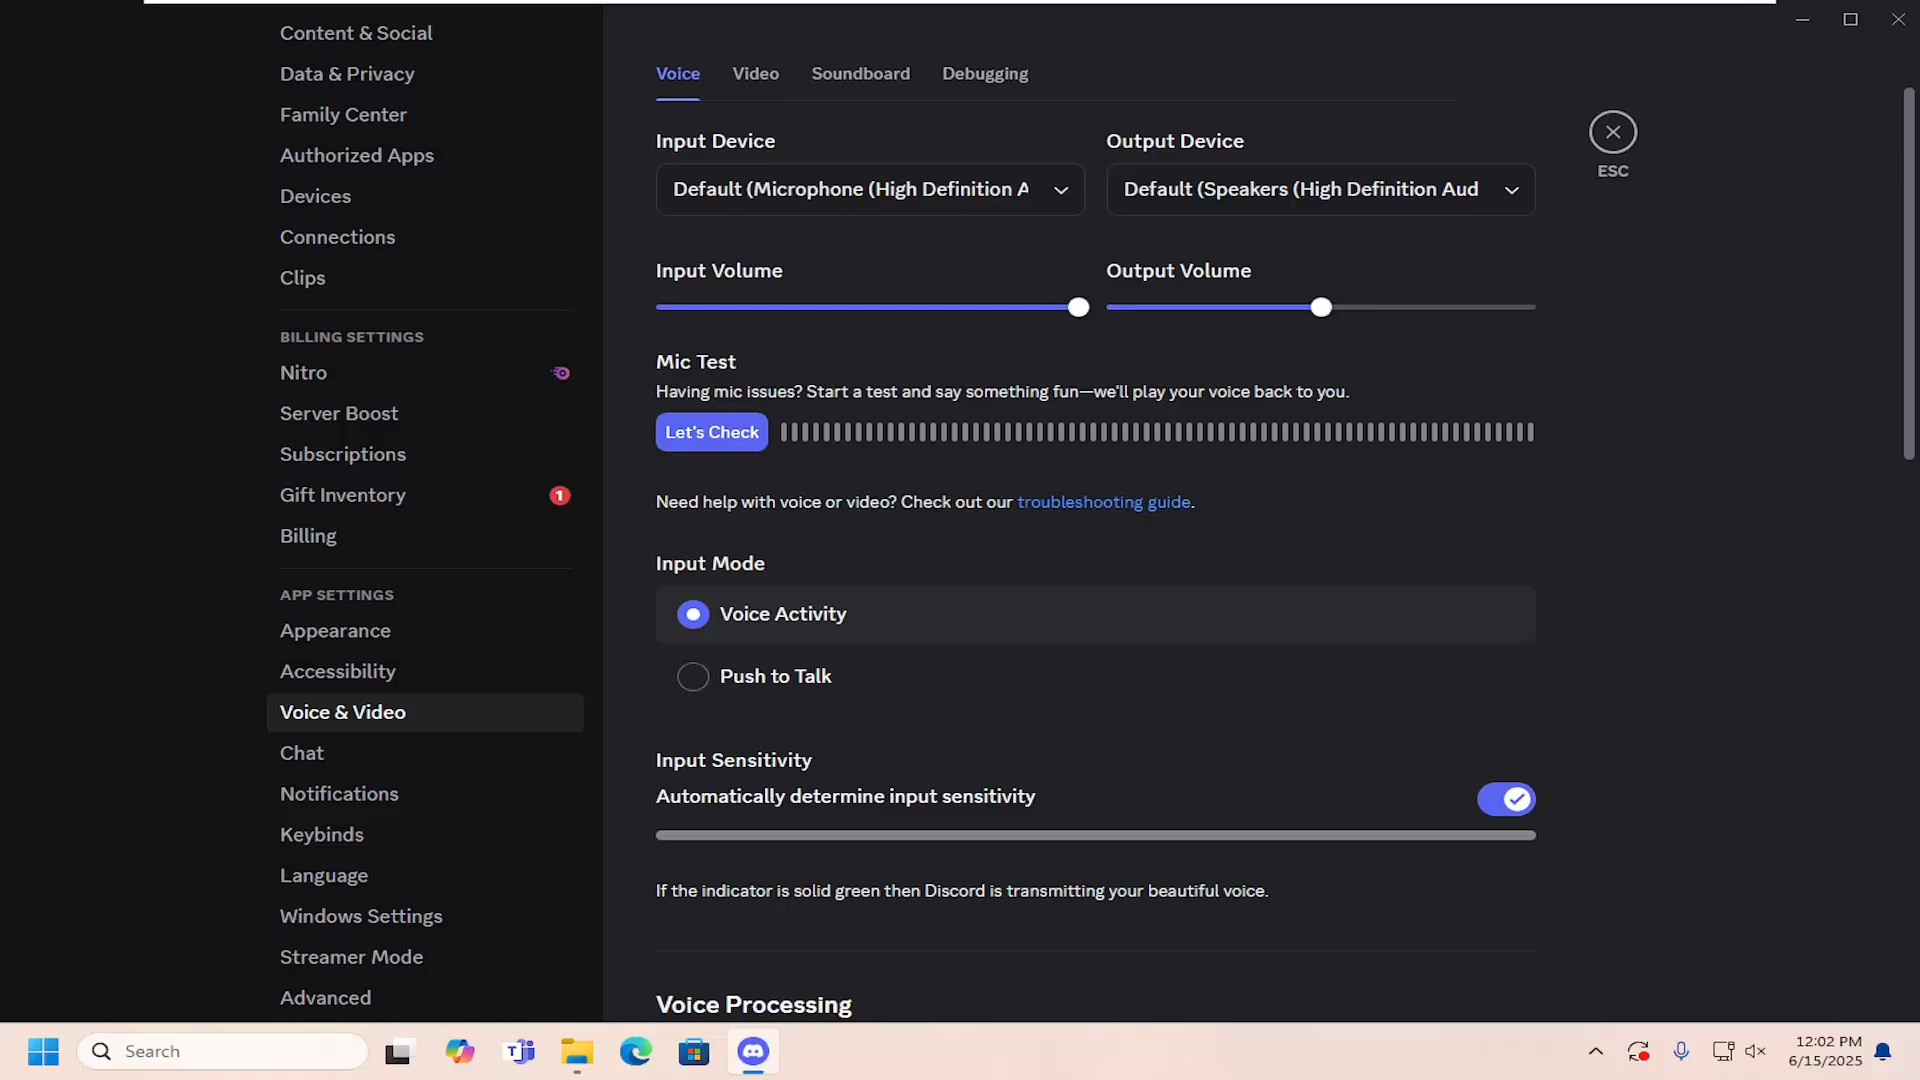 Content & Social
Data & Privacy
Family Center
Authorized Apps
Devices
Connections
Clips
BILLING SETTINGS
Nitro
Server Boost
Subscriptions
Gift Inventory 1
Billing
APP SETTINGS
Appearance
Accessibility
Voice & Video
Chat
Notifications
Keybinds
Language
Windows Settings
Streamer Mode
Advanced
Voice Video Soundboard Debugging
Input Device Output Device
Default (Microphone (High Definition A Default (Speakers (High Definition Aud
ESC
Input Volume Output Volume
Mic Test
Having mic issues? Start a test and say something fun—we'll play your voice back to you.
Let's Check
Need help with voice or video? Check out our troubleshooting guide.
Input Mode
Voice Activity
Push to Talk
Input Sensitivity
Automatically determine input sensitivity
If the indicator is solid green then Discord is transmitting your beautiful voice.
Voice Processing
Search
T
12:02 PM
6/15/2025